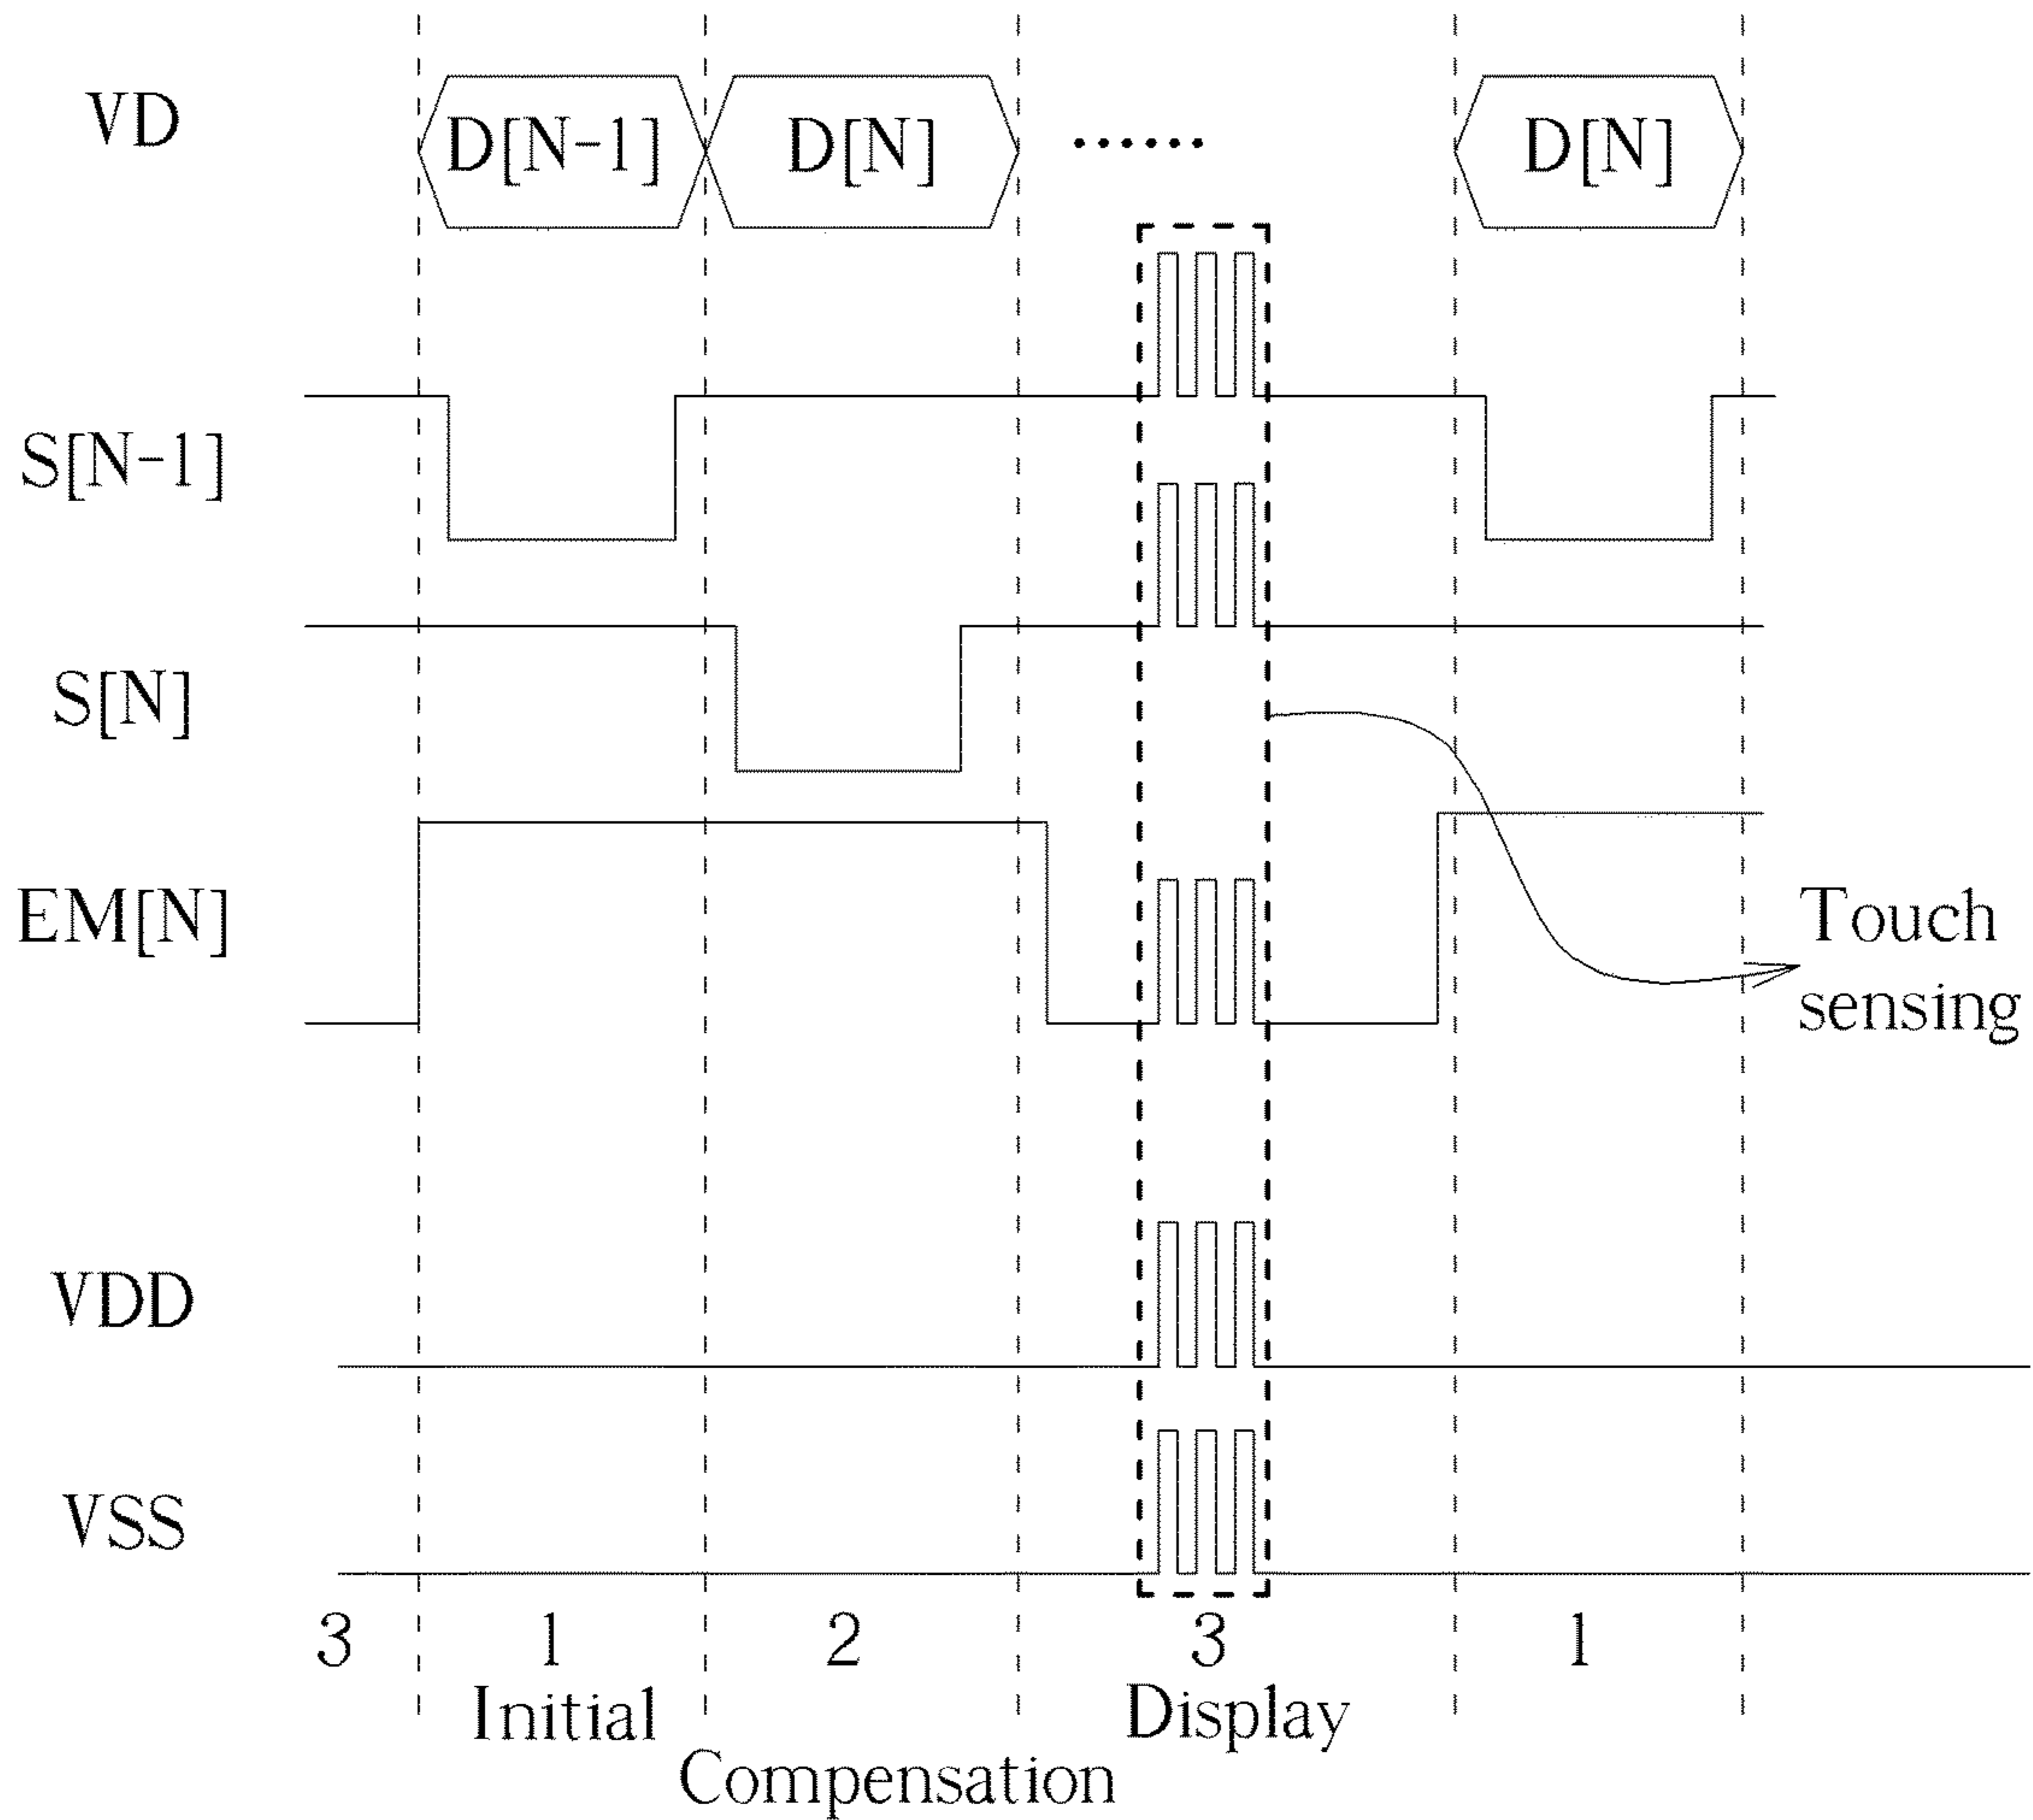 VD D[N-1] D[N] ...... D[N]
S[N-1]
S[N]
EM[N]
Touch
sensing
VDD
VSS
3 1 2 3 1
Initial Display
Compensation